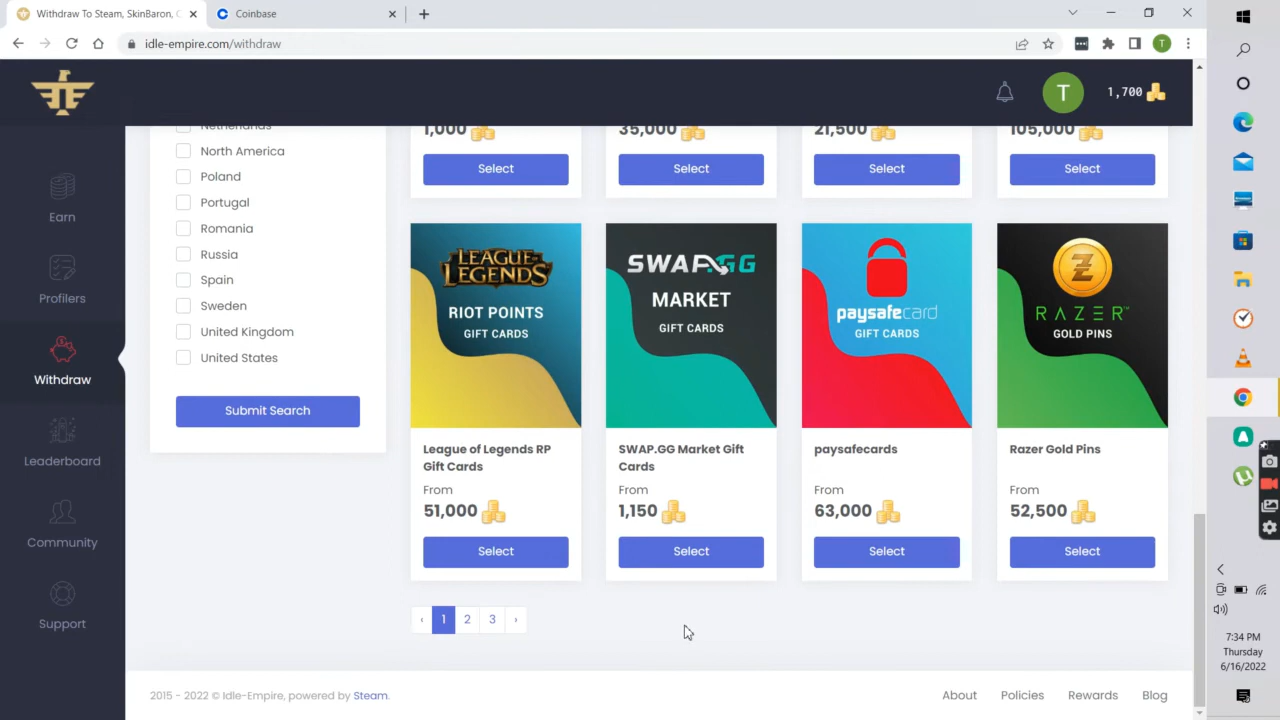 Withdraw To Steam, SkinBaron, C
Coinbase
idle-empire.com/withdraw
T
T
1,700
Earn
Profilers
Withdraw
Leaderboard
Community
Support
Netherlands
North America
Poland
Portugal
Romania
Russia
Spain
Sweden
United Kingdom
United States
Submit Search
1,000
35,000
21,500
105,000
Select
Select
Select
Select
LEAGUE OF LEGENDS
RIOT POINTS
GIFT CARDS
SWAP.GG
MARKET
GIFT CARDS
paysafecard
GIFT CARDS
RAZER™
GOLD PINS
League of Legends RP
Gift Cards
From
51,000
Select
SWAP.GG Market Gift
Cards
From
1,150
Select
paysafecards
From
63,000
Select
Razer Gold Pins
From
52,500
Select
‹ 1 2 3 ›
2015 - 2022 © Idle-Empire, powered by Steam.
About Policies Rewards Blog
7:34 PM
Thursday
6/16/2022